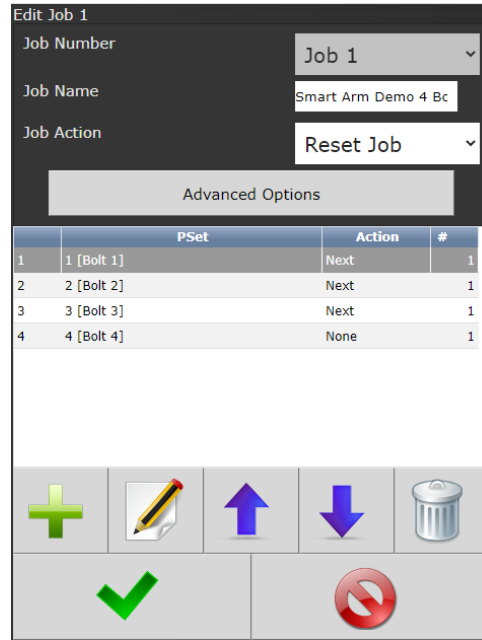 Edit Job 1
Job Number Job 1
Job Name Smart Arm Demo 4 Bc
Job Action Reset Job
Advanced Options
PSet Action #
1 1 [Bolt 1] Next 1
2 2 [Bolt 2] Next 1
3 3 [Bolt 3] Next 1
4 4 [Bolt 4] None 1